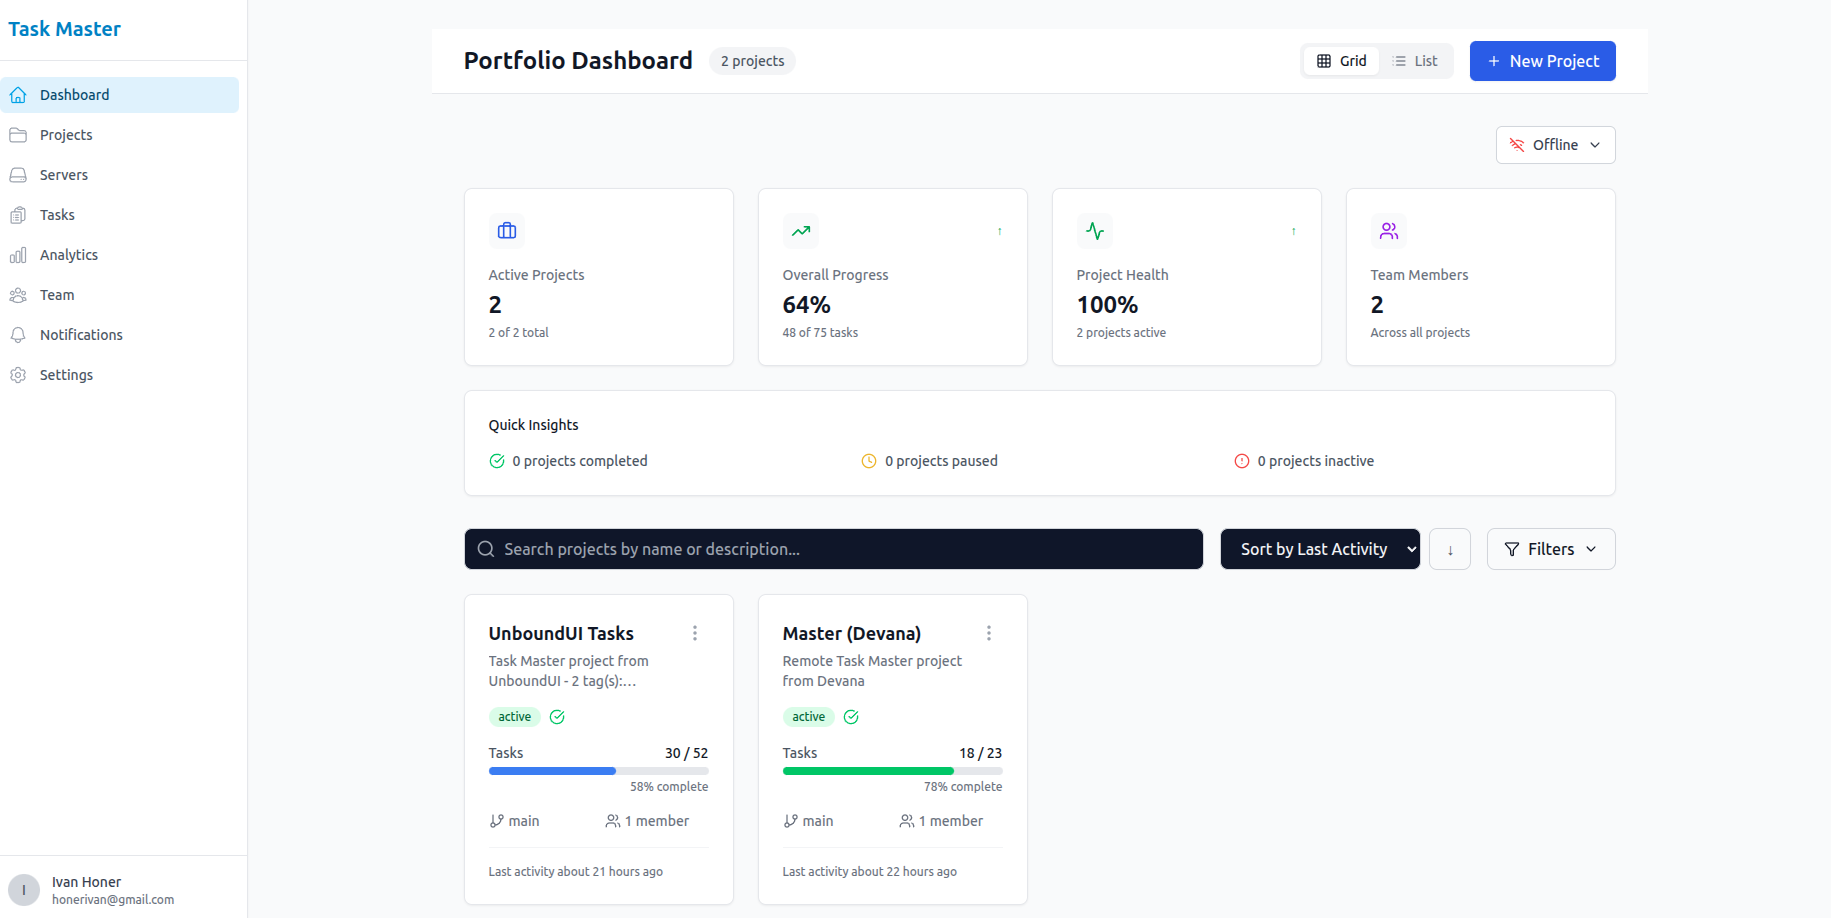 Task Master
Dashboard
Projects
Servers
Tasks
Analytics
Team
Notifications
Settings
I
Ivan Honer
honerivan@gmail.com
Portfolio Dashboard
2 projects
Grid
List
+ New Project
Offline
Active Projects
2
2 of 2 total
↑
Overall Progress
64%
48 of 75 tasks
↑
Project Health
100%
2 projects active
Team Members
2
Across all projects
Quick Insights
0 projects completed
0 projects paused
0 projects inactive
Search projects by name or description...
Sort by Last Activity
↓
Filters
UnboundUI Tasks
Task Master project from
UnboundUI - 2 tag(s):...
active
Tasks 30 / 52
58% complete
main
1 member
Last activity about 21 hours ago
Master (Devana)
Remote Task Master project
from Devana
active
Tasks 18 / 23
78% complete
main
1 member
Last activity about 22 hours ago